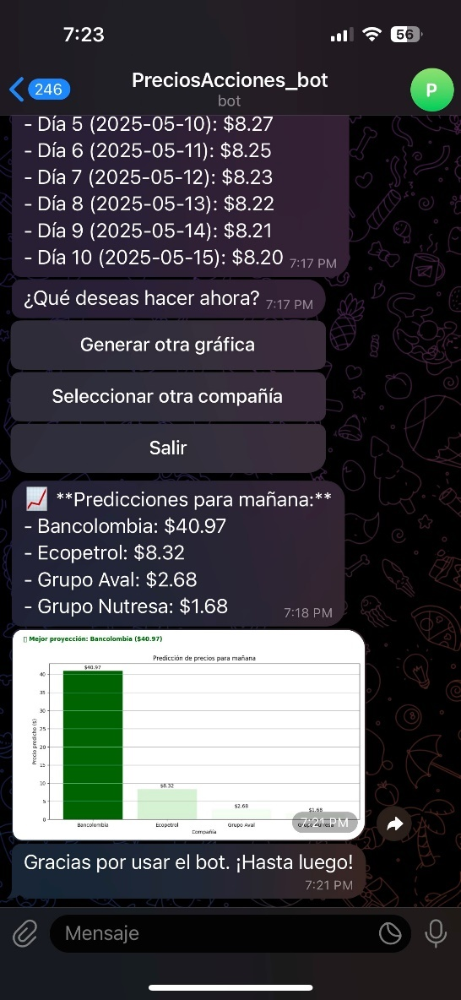 7:23
56
246
PreciosAcciones_bot
bot
P
- Día 5 (2025-05-10): $8.27
- Día 6 (2025-05-11): $8.25
- Día 7 (2025-05-12): $8.23
- Día 8 (2025-05-13): $8.22
- Día 9 (2025-05-14): $8.21
- Día 10 (2025-05-15): $8.20 7:17 PM
¿Qué deseas hacer ahora? 7:17 PM
Generar otra gráfica
Seleccionar otra compañía
Salir
**Predicciones para mañana:**
- Bancolombia: $40.97
- Ecopetrol: $8.32
- Grupo Aval: $2.68
- Grupo Nutresa: $1.68 7:18 PM
Mejor proyección: Bancolombia ($40.97)
Predicción de precios para mañana
Precio predicho ($)
40
35
30
25
20
15
10
5
0
$40.97
$8.32
$2.68
$1.68
Bancolombia
Ecopetrol
Grupo Aval
Grupo Nutresa
Compañía
7:21 PM
Gracias por usar el bot. ¡Hasta luego!
7:21 PM
Mensaje